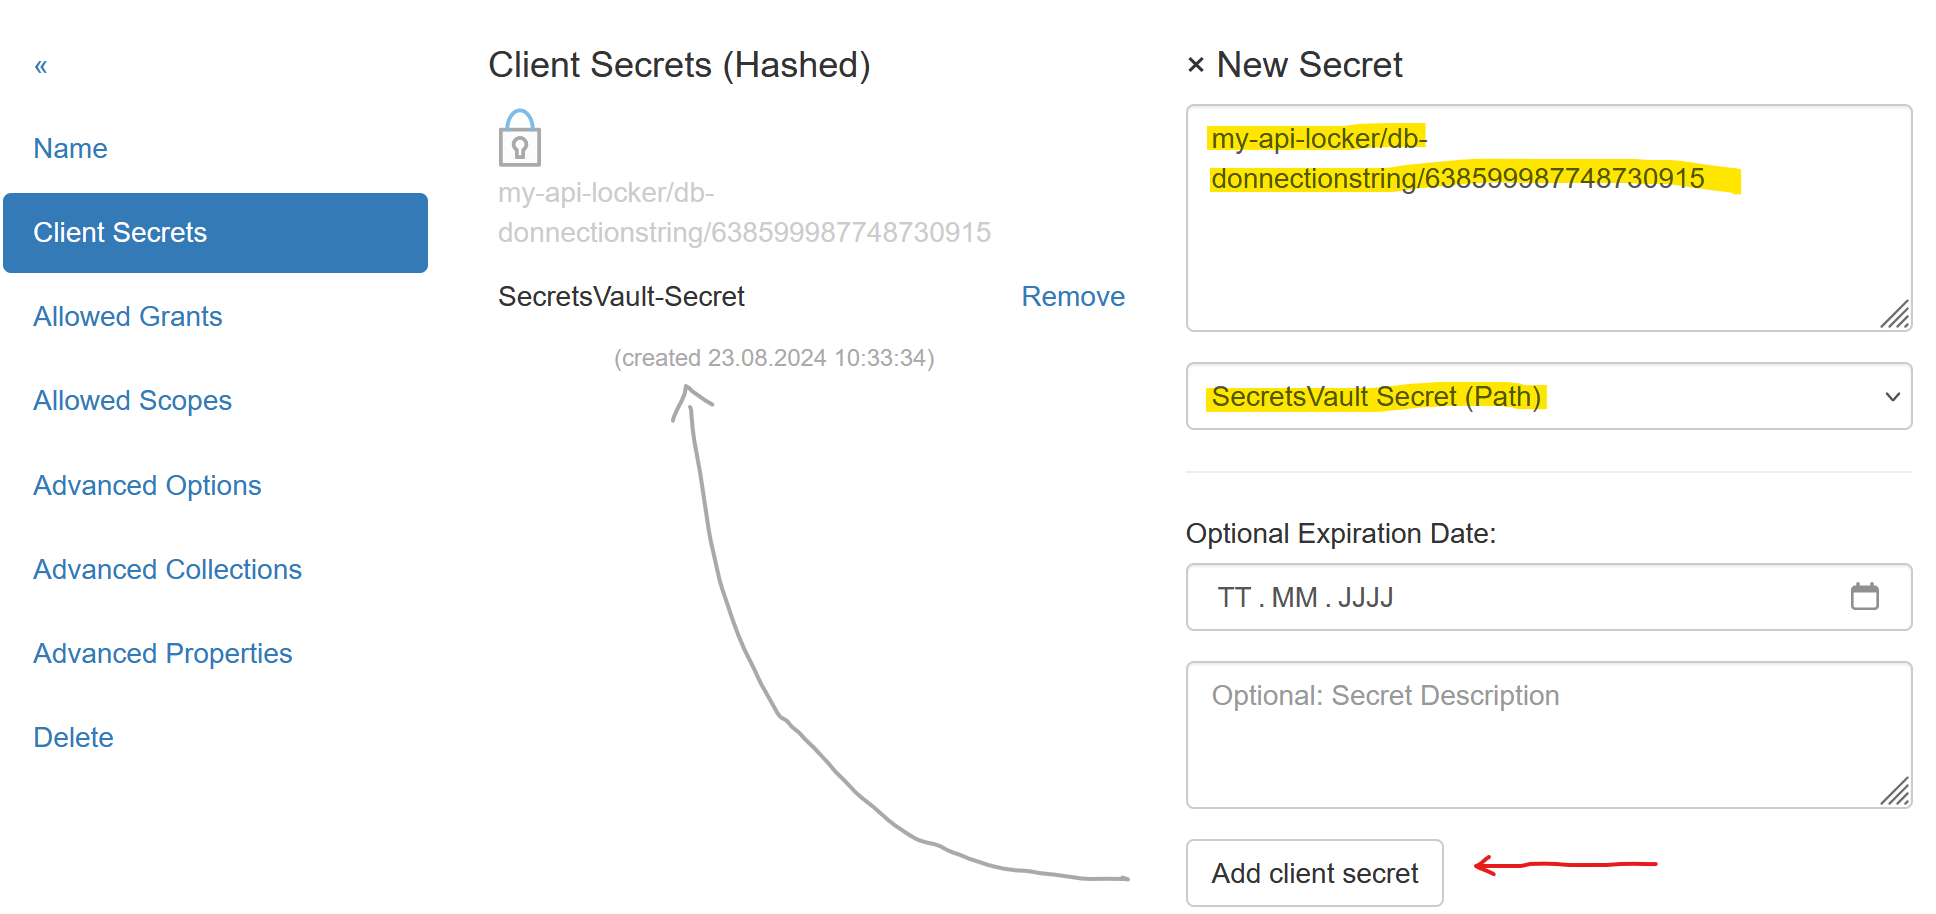 «
Name
Client Secrets
Allowed Grants
Allowed Scopes
Advanced Options
Advanced Collections
Advanced Properties
Delete
Client Secrets (Hashed)
my-api-locker/db-
donnectionstring/638599987748730915
SecretsVault-Secret
Remove
(created 23.08.2024 10:33:34)
× New Secret
my-api-locker/db-
donnectionstring/638599987748730915
SecretsVault Secret (Path)
Optional Expiration Date:
TT . MM . JJJJ
Optional: Secret Description
Add client secret